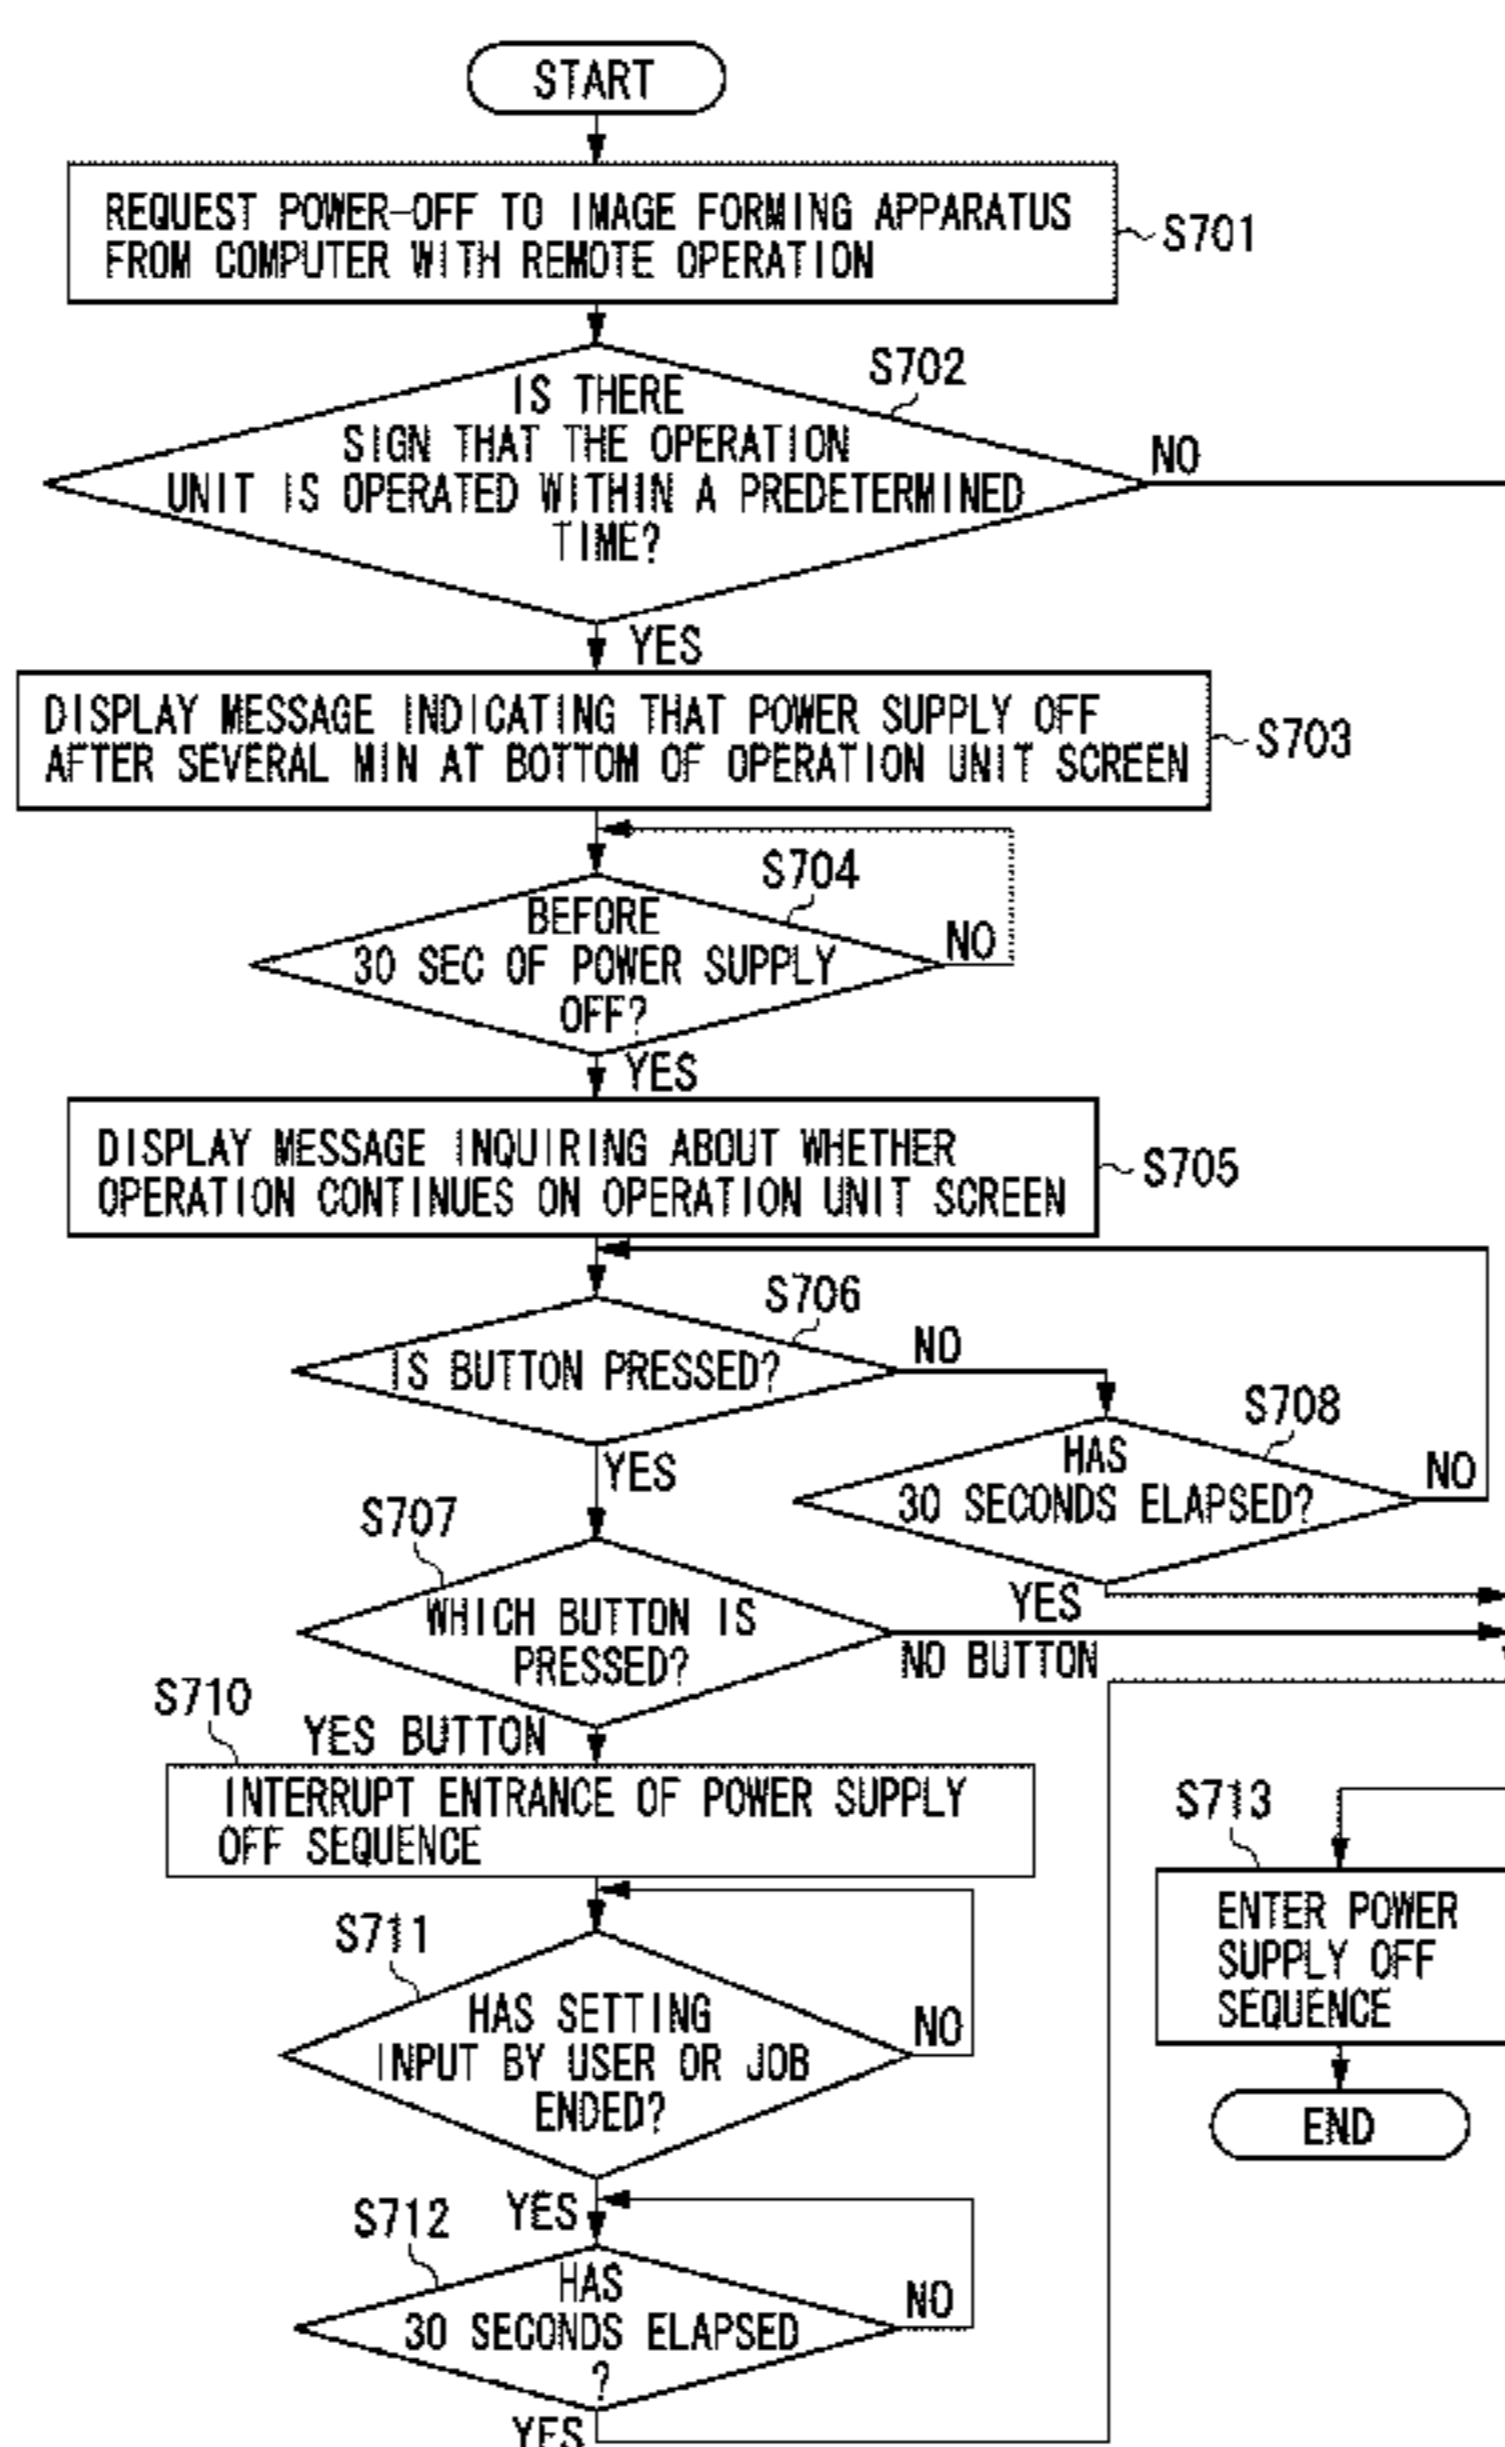 START
REQUEST POWER-OFF TO IMAGE FORMING APPARATUS
FROM COMPUTER WITH REMOTE OPERATION
S701
S702
IS THERE
SIGN THAT THE OPERATION
UNIT IS OPERATED WITHIN A PREDETERMINED
TIME?
NO
YES
DISPLAY MESSAGE INDICATING THAT POWER SUPPLY OFF
AFTER SEVERAL MIN AT BOTTOM OF OPERATION UNIT SCREEN
S703
S704
BEFORE
30 SEC OF POWER SUPPLY
OFF?
NO
YES
DISPLAY MESSAGE INQUIRING ABOUT WHETHER
OPERATION CONTINUES ON OPERATION UNIT SCREEN
S705
S706
IS BUTTON PRESSED?
NO
YES
S708
HAS
30 SECONDS ELAPSED?
NO
YES
S707
WHICH BUTTON IS
PRESSED?
NO BUTTON
YES BUTTON
S710
INTERRUPT ENTRANCE OF POWER SUPPLY
OFF SEQUENCE
S711
HAS SETTING
INPUT BY USER OR JOB
ENDED?
NO
YES
S712
HAS
30 SECONDS ELAPSED
?
NO
YES
S713
ENTER POWER
SUPPLY OFF
SEQUENCE
END